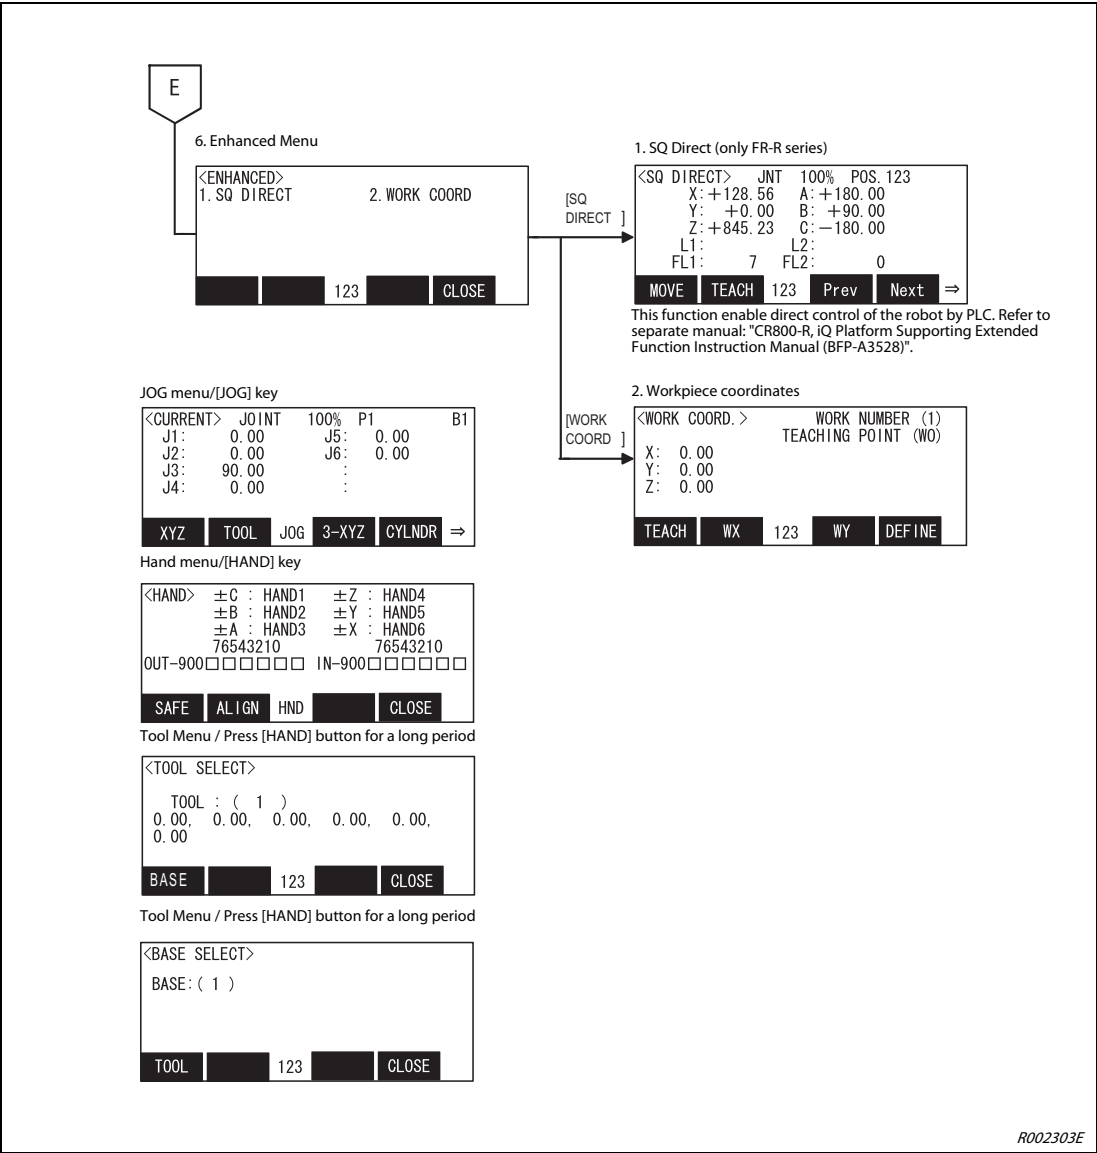 E
6. Enhanced Menu
<ENHANCED>
1. SQ DIRECT 2. WORK COORD
123 CLOSE
[SQ
DIRECT ]
1. SQ Direct (only FR-R series)
<SQ DIRECT> JNT 100% POS. 123
X:+128. 56 A:+180. 00
Y: +0. 00 B: +90. 00
Z:+845. 23 C:−180. 00
L1: L2:
FL1: 7 FL2: 0
MOVE TEACH 123 Prev Next ⇒
This function enable direct control of the robot by PLC. Refer to
separate manual: "CR800-R, iQ Platform Supporting Extended
Function Instruction Manual (BFP-A3528)".
[WORK
COORD ]
2. Workpiece coordinates
<WORK COORD. > WORK NUMBER (1)
TEACHING POINT (WO)
X: 0. 00
Y: 0. 00
Z: 0. 00
TEACH WX 123 WY DEFINE
JOG menu/[JOG] key
<CURRENT> JOINT 100% P1 B1
J1: 0. 00 J5: 0. 00
J2: 0. 00 J6: 0. 00
J3: 90. 00 :
J4: 0. 00 :
XYZ TOOL JOG 3-XYZ CYLNDR ⇒
Hand menu/[HAND] key
<HAND> ±C : HAND1 ±Z : HAND4
±B : HAND2 ±Y : HAND5
±A : HAND3 ±X : HAND6
76543210 76543210
OUT-900□□□□□□ IN-900□□□□□□
SAFE ALIGN HND CLOSE
Tool Menu / Press [HAND] button for a long period
<TOOL SELECT>
TOOL : ( 1 )
0. 00, 0. 00, 0. 00, 0. 00, 0. 00,
0. 00
BASE 123 CLOSE
Tool Menu / Press [HAND] button for a long period
<BASE SELECT>
BASE:( 1 )
TOOL 123 CLOSE
R002303E